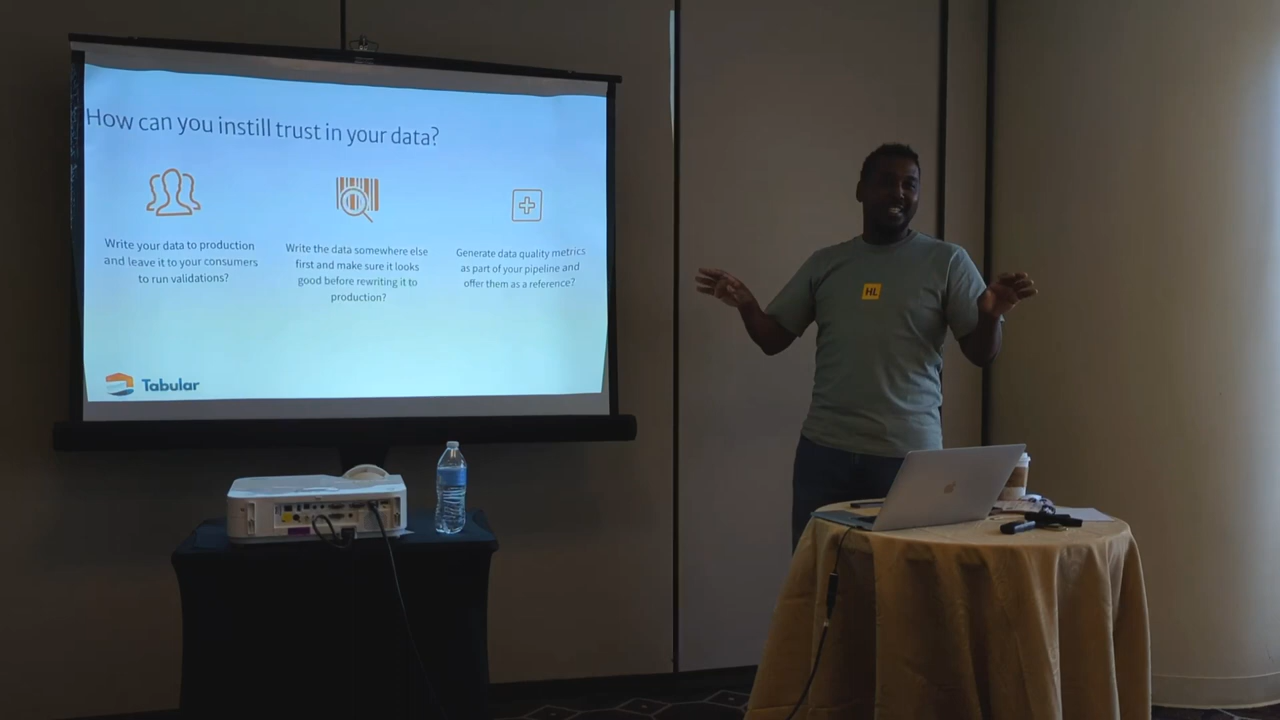 How can you instill trust in your data?
Write your data to production
and leave it to your consumers
to run validations?
Write the data somewhere else
first and make sure it looks
good before rewriting it to
production?
Generate data quality metrics
as part of your pipeline and
offer them as a reference?
Tabular
HL